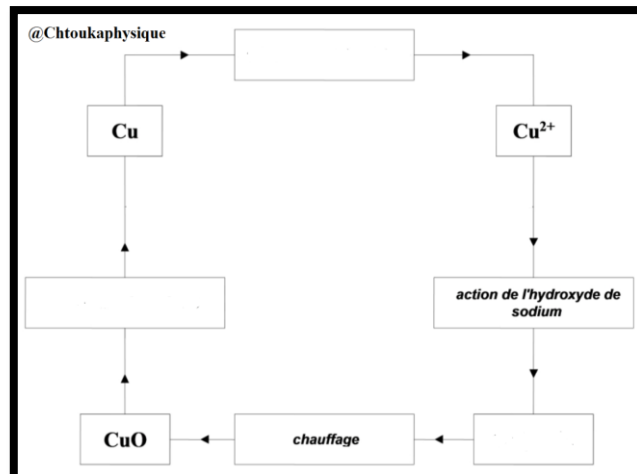 @Chtoukaphysique
Cu
Cu²⁺
action de l'hydroxyde de
sodium
CuO
chauffage